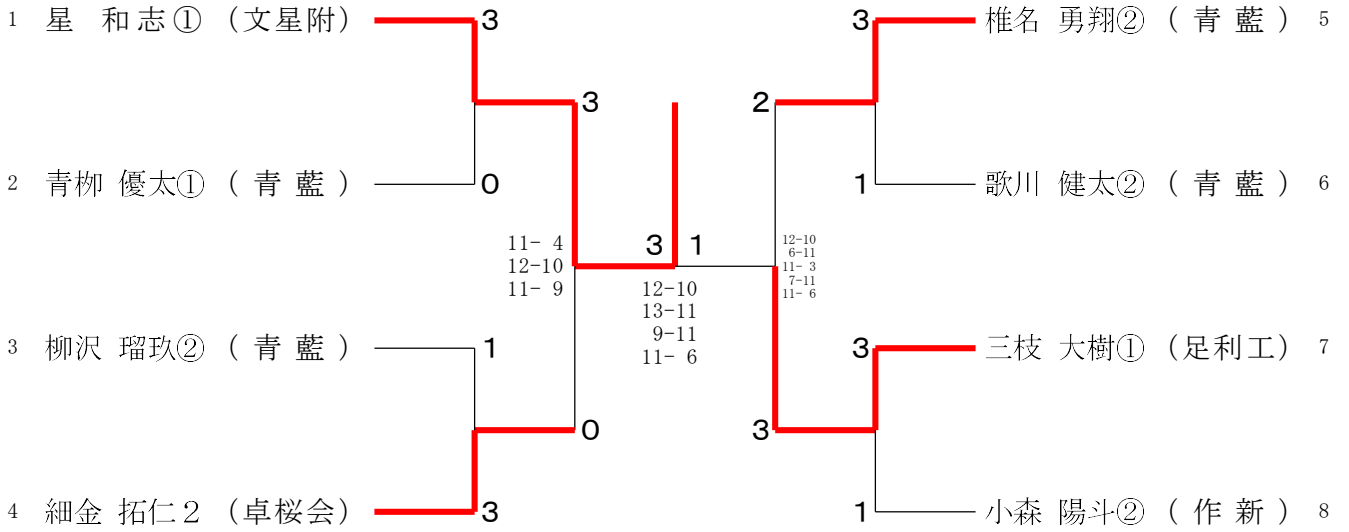 1 星 和志① (文星附) 3
3 椎名 勇翔② (青藍) 5
3
2
2 青栁 優太① (青藍) 0
1 歌川 健太② (青藍) 6
11- 4
12-10
11- 9
3 1
12-10
13-11
9-11
11- 6
12-10
6-11
11- 3
7-11
11- 6
3 柳沢 瑠玖② (青藍) 1
3 三枝 大樹① (足利工) 7
0
3
4 細金 拓仁2 (卓桜会) 3
1 小森 陽斗② (作新) 8